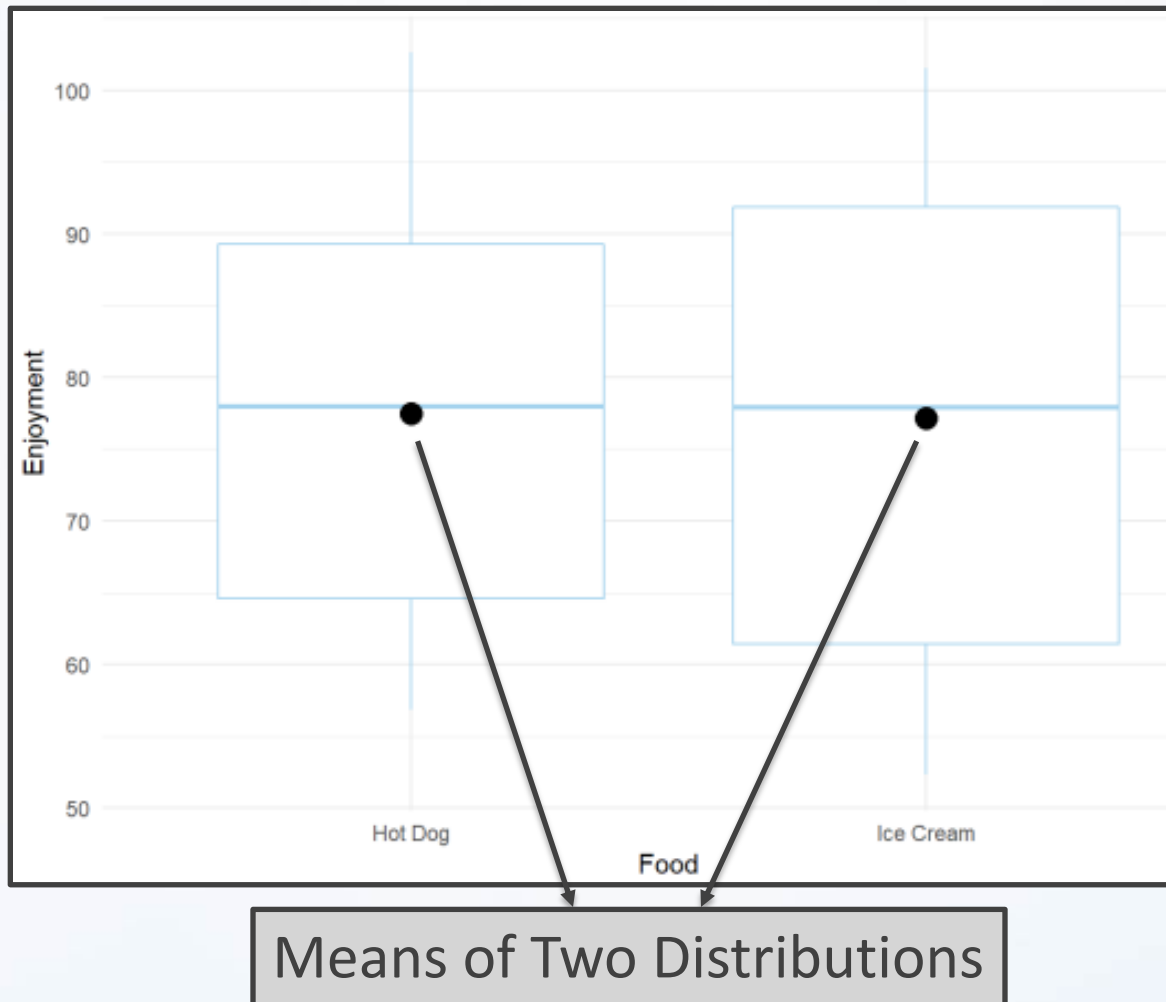 100
90
80
70
60
50
Enjoyment
Hot Dog
Ice Cream
Food
Means of Two Distributions